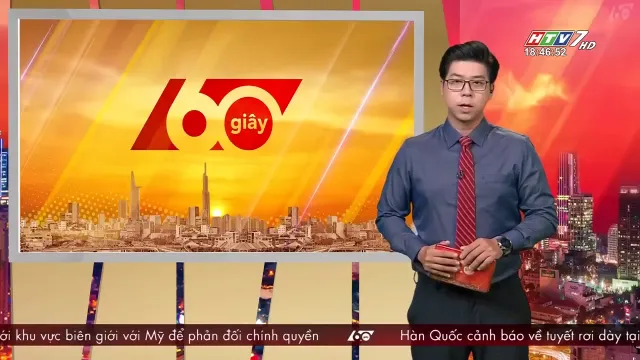 HTV7 HD
18:46:52
60
giây
ới khu vực biên giới với Mỹ để phản đối chính quyền 60 Hàn Quốc cảnh báo về tuyết rơi dày tại